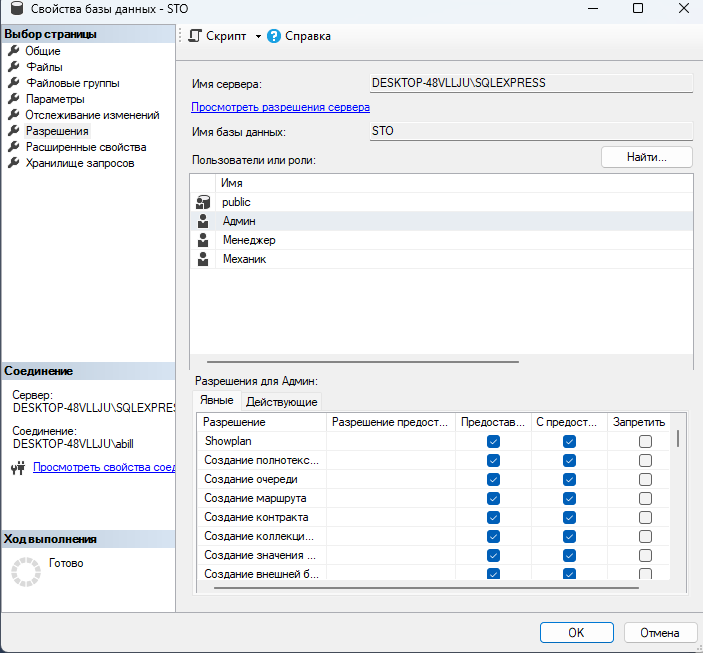 Свойства базы данных - STO
Выбор страницы
Общие
Файлы
Файловые группы
Параметры
Отслеживание изменений
Разрешения
Расширенные свойства
Хранилище запросов
Соединение
Сервер:
DESKTOP-48VLLJU\SQLEXPRES
Соединение:
DESKTOP-48VLLJU\abill
Просмотреть свойства соед
Ход выполнения
Готово
Скрипт
Справка
Имя сервера:
DESKTOP-48VLLJU\SQLEXPRESS
Просмотреть разрешения сервера
Имя базы данных:
STO
Пользователи или роли:
Найти...
Имя
public
Админ
Менеджер
Механик
Разрешения для Админ:
Явные Действующие
Разрешение Разрешение предост... Предостав... С предост... Запретить
Showplan
Создание полнотекс...
Создание очереди
Создание маршрута
Создание контракта
Создание коллекци...
Создание значения ...
Создание внешней б...
OK Отмена